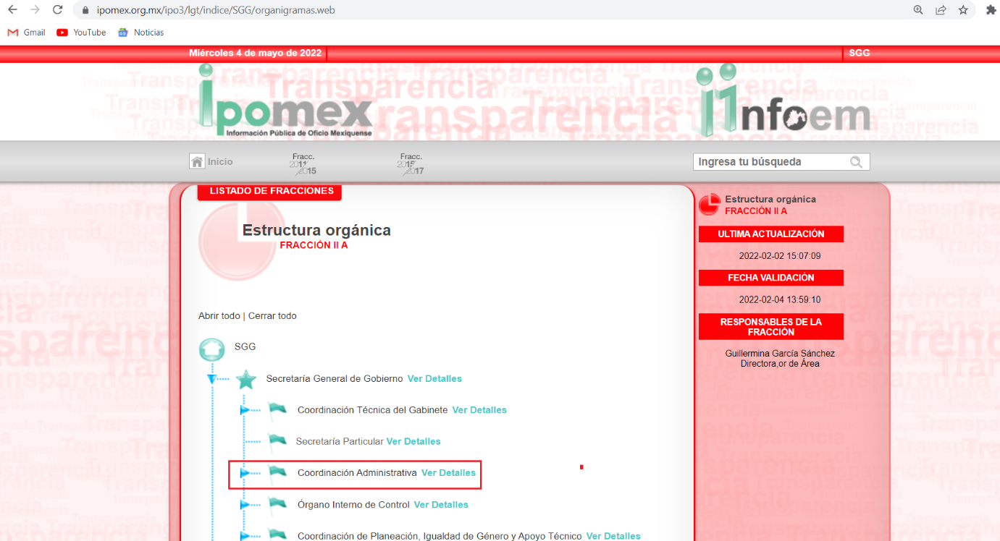 ipomex.org.mx/ipo3/lgt/indice/SGG/organigramas.web
Gmail YouTube Noticias
Miércoles 4 de mayo de 2022 SGG
ipomex
Información Pública de Oficio Mexiquense
infoem
Inicio
Fracc.
2011
2015
Fracc.
2015
2017
Ingresa tu búsqueda
LISTADO DE FRACCIONES
Estructura orgánica
FRACCIÓN II A
Abrir todo | Cerrar todo
SGG
Secretaría General de Gobierno Ver Detalles
Coordinación Técnica del Gabinete Ver Detalles
Secretaría Particular Ver Detalles
Coordinación Administrativa Ver Detalles
Órgano Interno de Control Ver Detalles
Coordinación de Planeación, Igualdad de Género y Apoyo Técnico Ver Detalles
Estructura orgánica
FRACCIÓN II A
ULTIMA ACTUALIZACIÓN
2022-02-02 15:07:09
FECHA VALIDACIÓN
2022-02-04 13:59:10
RESPONSABLES DE LA
FRACCIÓN
Guillermina García Sánchez
Directora,or de Área